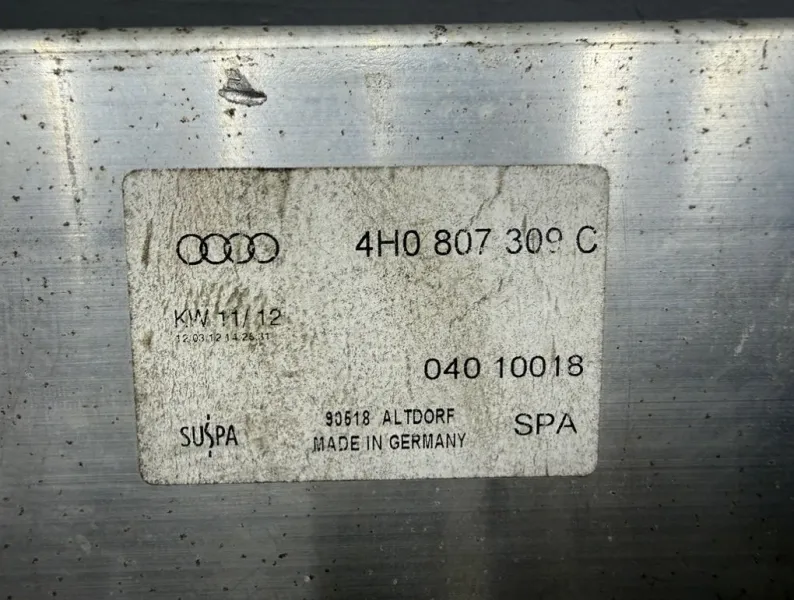 4H0 807 309 C
KW 11/12
12.03.12 14:26:11
040 10018
SUSPA
90518 ALTDORF
MADE IN GERMANY
SPA